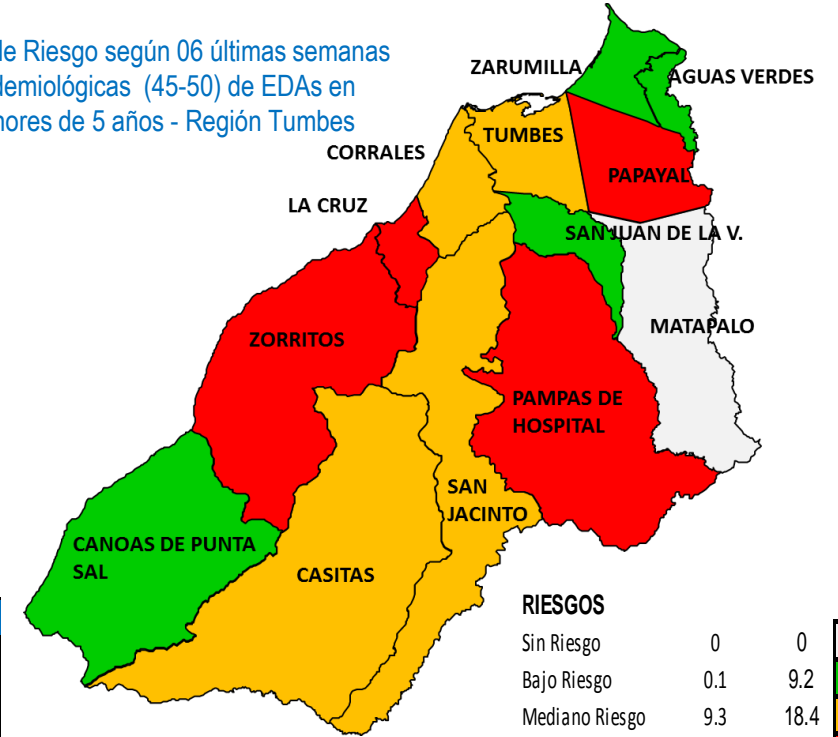 de Riesgo según 06 últimas semanas
demiológicas (45-50) de EDAs en
nores de 5 años - Región Tumbes
ZARUMILLA
AGUAS VERDES
TUMBES
CORRALES
PAPAYAL
LA CRUZ
SAN JUAN DE LA V.
MATAPALO
ZORRITOS
PAMPAS DE
HOSPITAL
SAN
JACINTO
CANOAS DE PUNTA
SAL
CASITAS
RIESGOS
Sin Riesgo 0 0
Bajo Riesgo 0.1 9.2
Mediano Riesgo 9.3 18.4